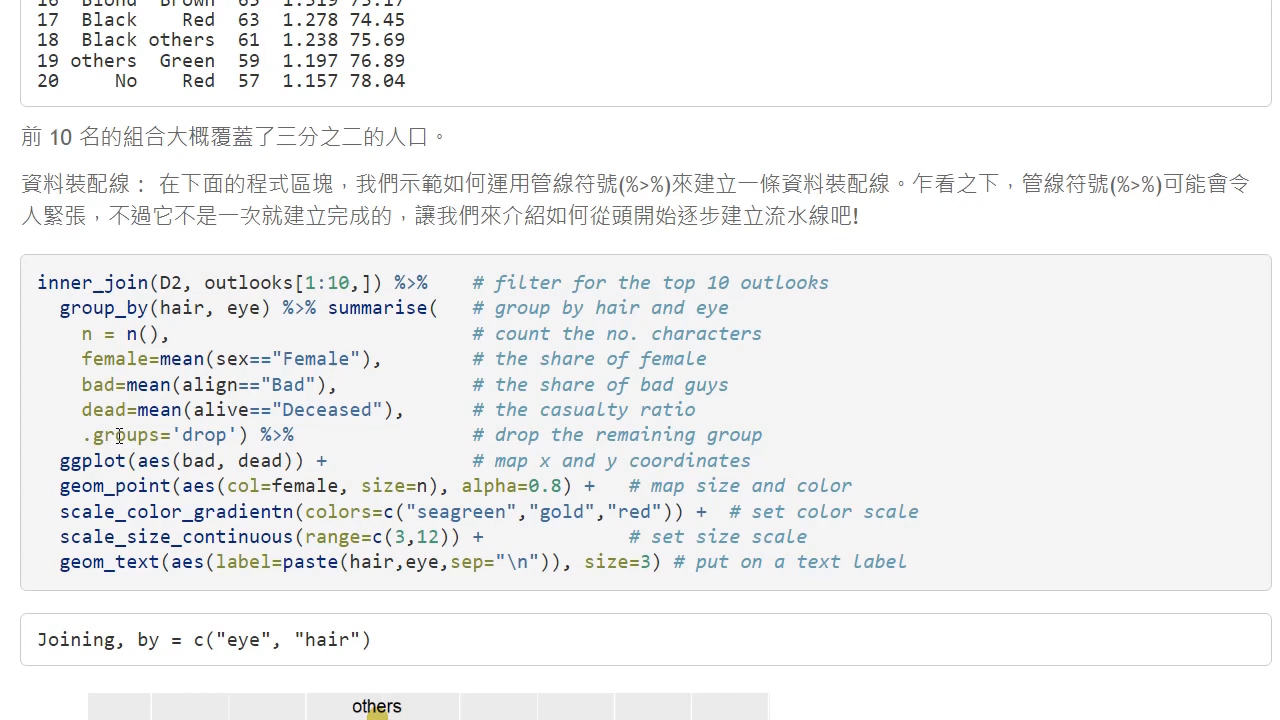 16  Blond  Brown  65  1.319 73.17
17  Black    Red  63  1.278 74.45
18  Black others  61  1.238 75.69
19 others  Green  59  1.197 76.89
20     No    Red  57  1.157 78.04
前 10 名的組合大概覆蓋了三分之二的人口。
資料裝配線： 在下面的程式區塊，我們示範如何運用管線符號(%>%)來建立一條資料裝配線。乍看之下，管線符號(%>%)可能會令
人緊張，不過它不是一次就建立完成的，讓我們來介紹如何從頭開始逐步建立流水線吧!
inner_join(D2, outlooks[1:10,]) %>%    # filter for the top 10 outlooks
  group_by(hair, eye) %>% summarise(   # group by hair and eye
    n = n(),                           # count the no. characters
    female=mean(sex=="Female"),        # the share of female
    bad=mean(align=="Bad"),            # the share of bad guys
    dead=mean(alive=="Deceased"),      # the casualty ratio
    .groups='drop') %>%                # drop the remaining group
  ggplot(aes(bad, dead)) +             # map x and y coordinates
  geom_point(aes(col=female, size=n), alpha=0.8) +   # map size and color
  scale_color_gradientn(colors=c("seagreen","gold","red")) +  # set color scale
  scale_size_continuous(range=c(3,12)) +             # set size scale
  geom_text(aes(label=paste(hair,eye,sep="\n")), size=3) # put on a text label
Joining, by = c("eye", "hair")
others